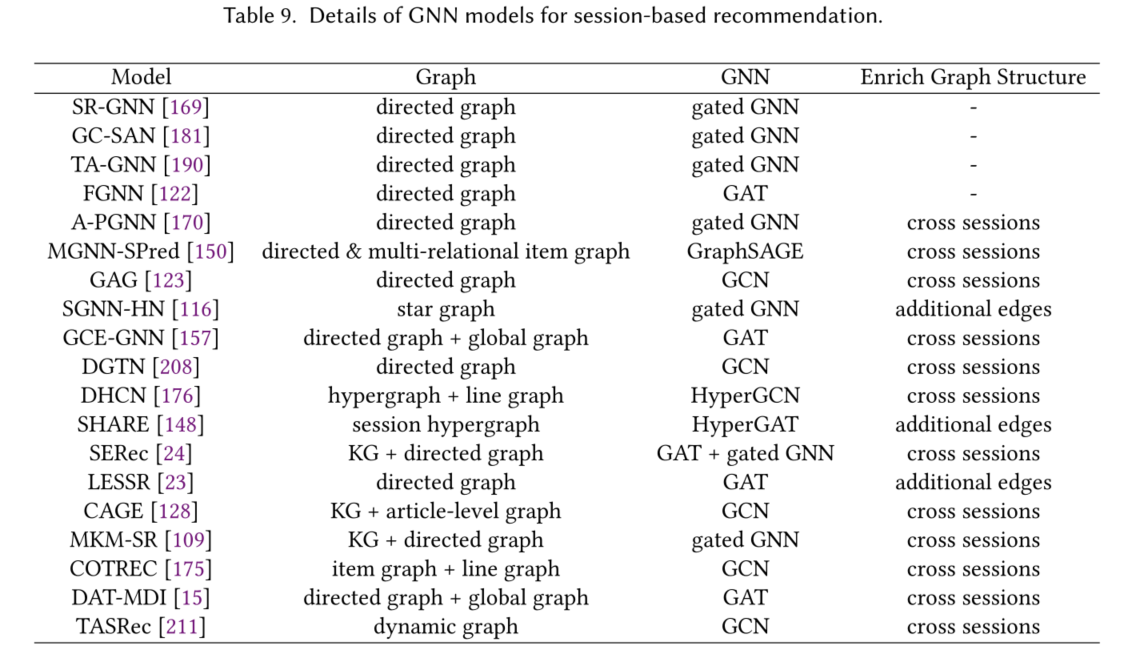 Table 9. Details of GNN models for session-based recommendation.
Model Graph GNN Enrich Graph Structure
SR-GNN [169] directed graph gated GNN -
GC-SAN [181] directed graph gated GNN -
TA-GNN [190] directed graph gated GNN -
FGNN [122] directed graph GAT -
A-PGNN [170] directed graph gated GNN cross sessions
MGNN-SPred [150] directed & multi-relational item graph GraphSAGE cross sessions
GAG [123] directed graph GCN cross sessions
SGNN-HN [116] star graph gated GNN additional edges
GCE-GNN [157] directed graph + global graph GAT cross sessions
DGTN [208] directed graph GCN cross sessions
DHCN [176] hypergraph + line graph HyperGCN cross sessions
SHARE [148] session hypergraph HyperGAT additional edges
SERec [24] KG + directed graph GAT + gated GNN cross sessions
LESSR [23] directed graph GAT additional edges
CAGE [128] KG + article-level graph GCN cross sessions
MKM-SR [109] KG + directed graph gated GNN cross sessions
COTREC [175] item graph + line graph GCN cross sessions
DAT-MDI [15] directed graph + global graph GAT cross sessions
TASRec [211] dynamic graph GCN cross sessions